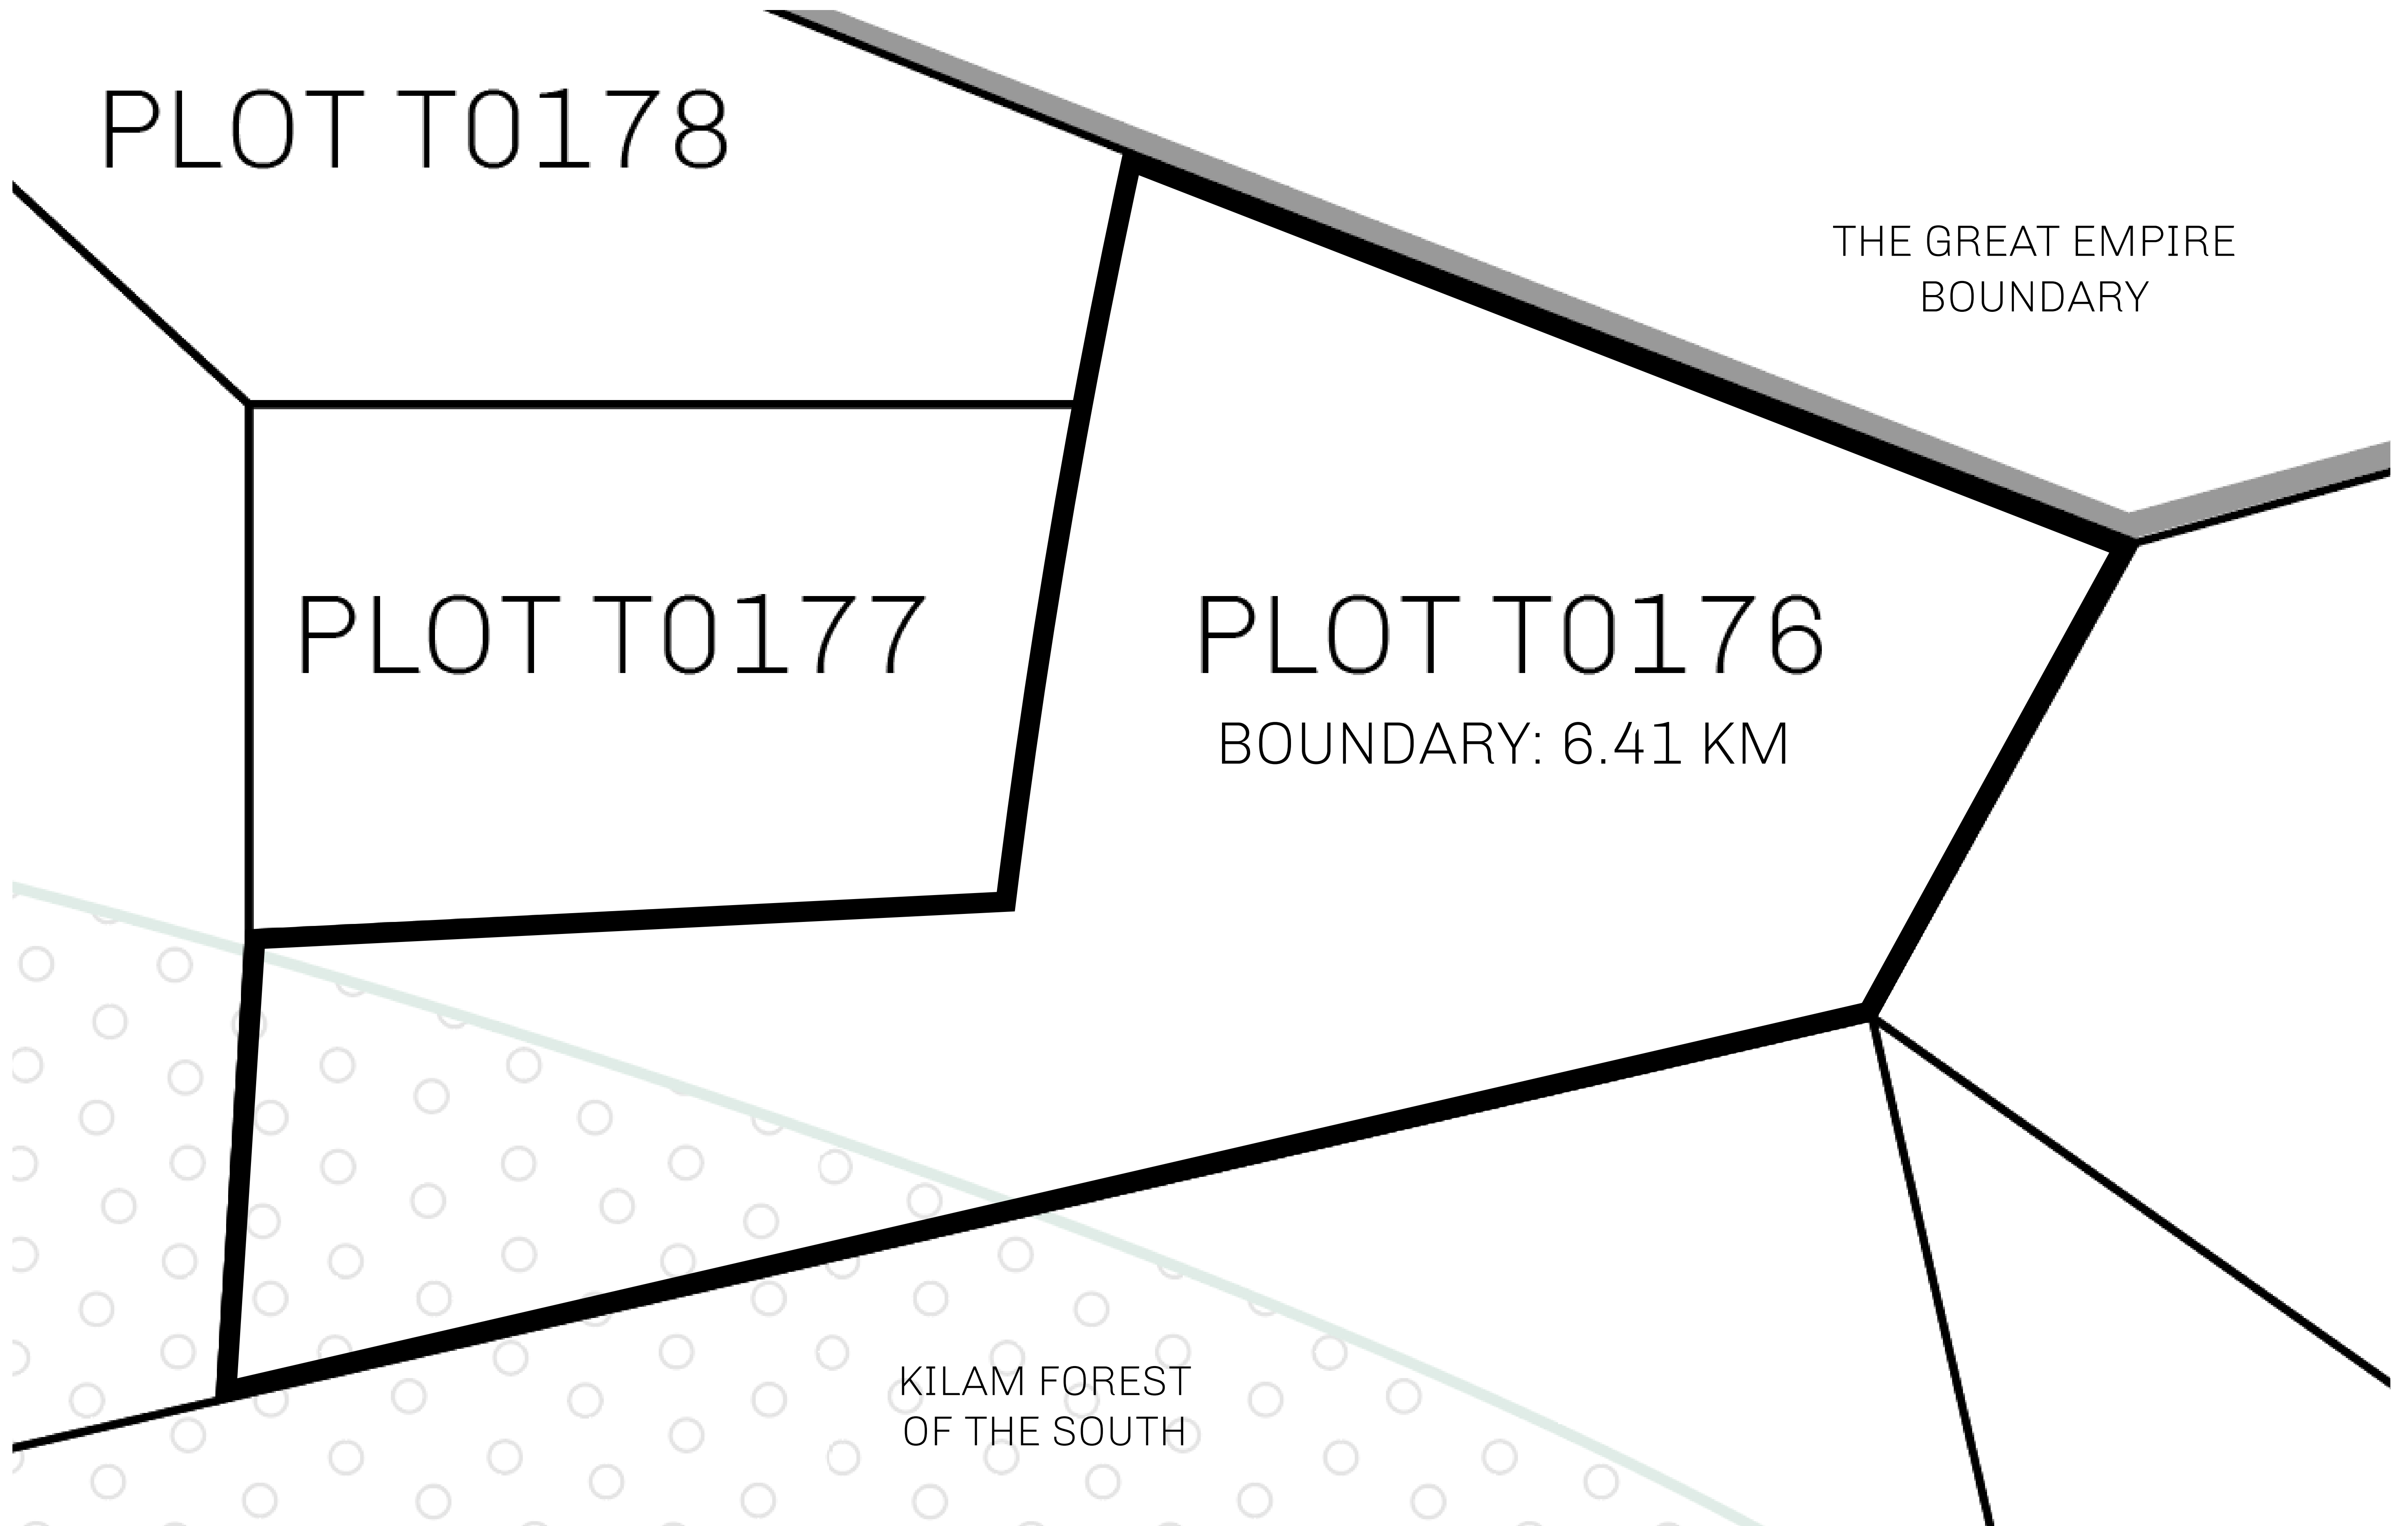 PLOT T0178
THE GREAT EMPIRE
BOUNDARY
PLOT T0177
PLOT T0176
BOUNDARY: 6.41 KM
KILAM FOREST
OF THE SOUTH